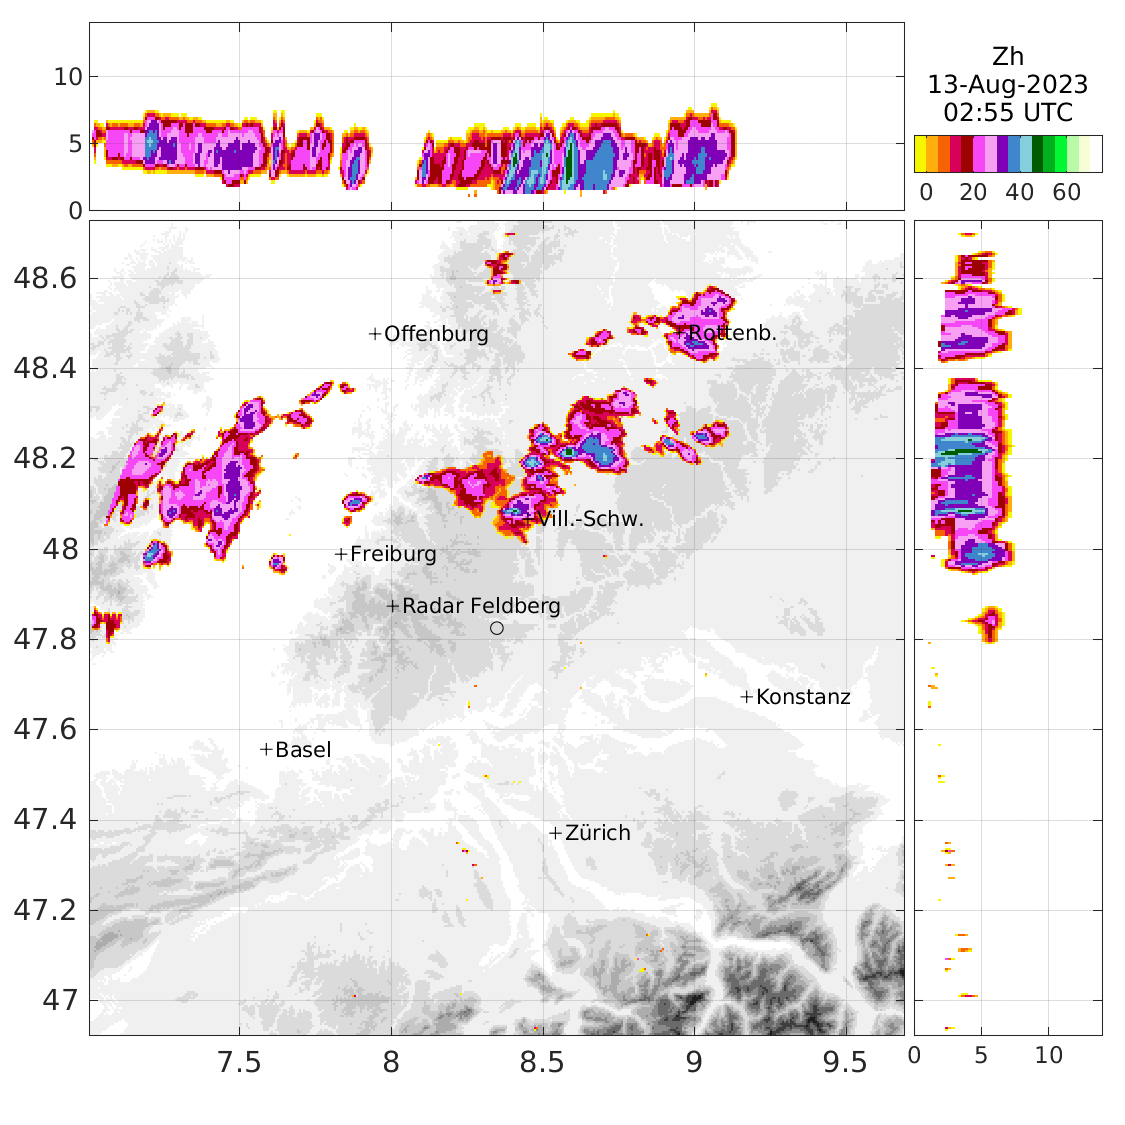 10
5
0
Zh
13-Aug-2023
02:55 UTC
0 20 40 60
48.6
48.4
48.2
48
47.8
47.6
47.4
47.2
47
+Offenburg
+Rottenb.
+Vill.-Schw.
+Freiburg
+Radar Feldberg
+Konstanz
+Basel
+Zürich
7.5 8 8.5 9 9.5
0 5 10